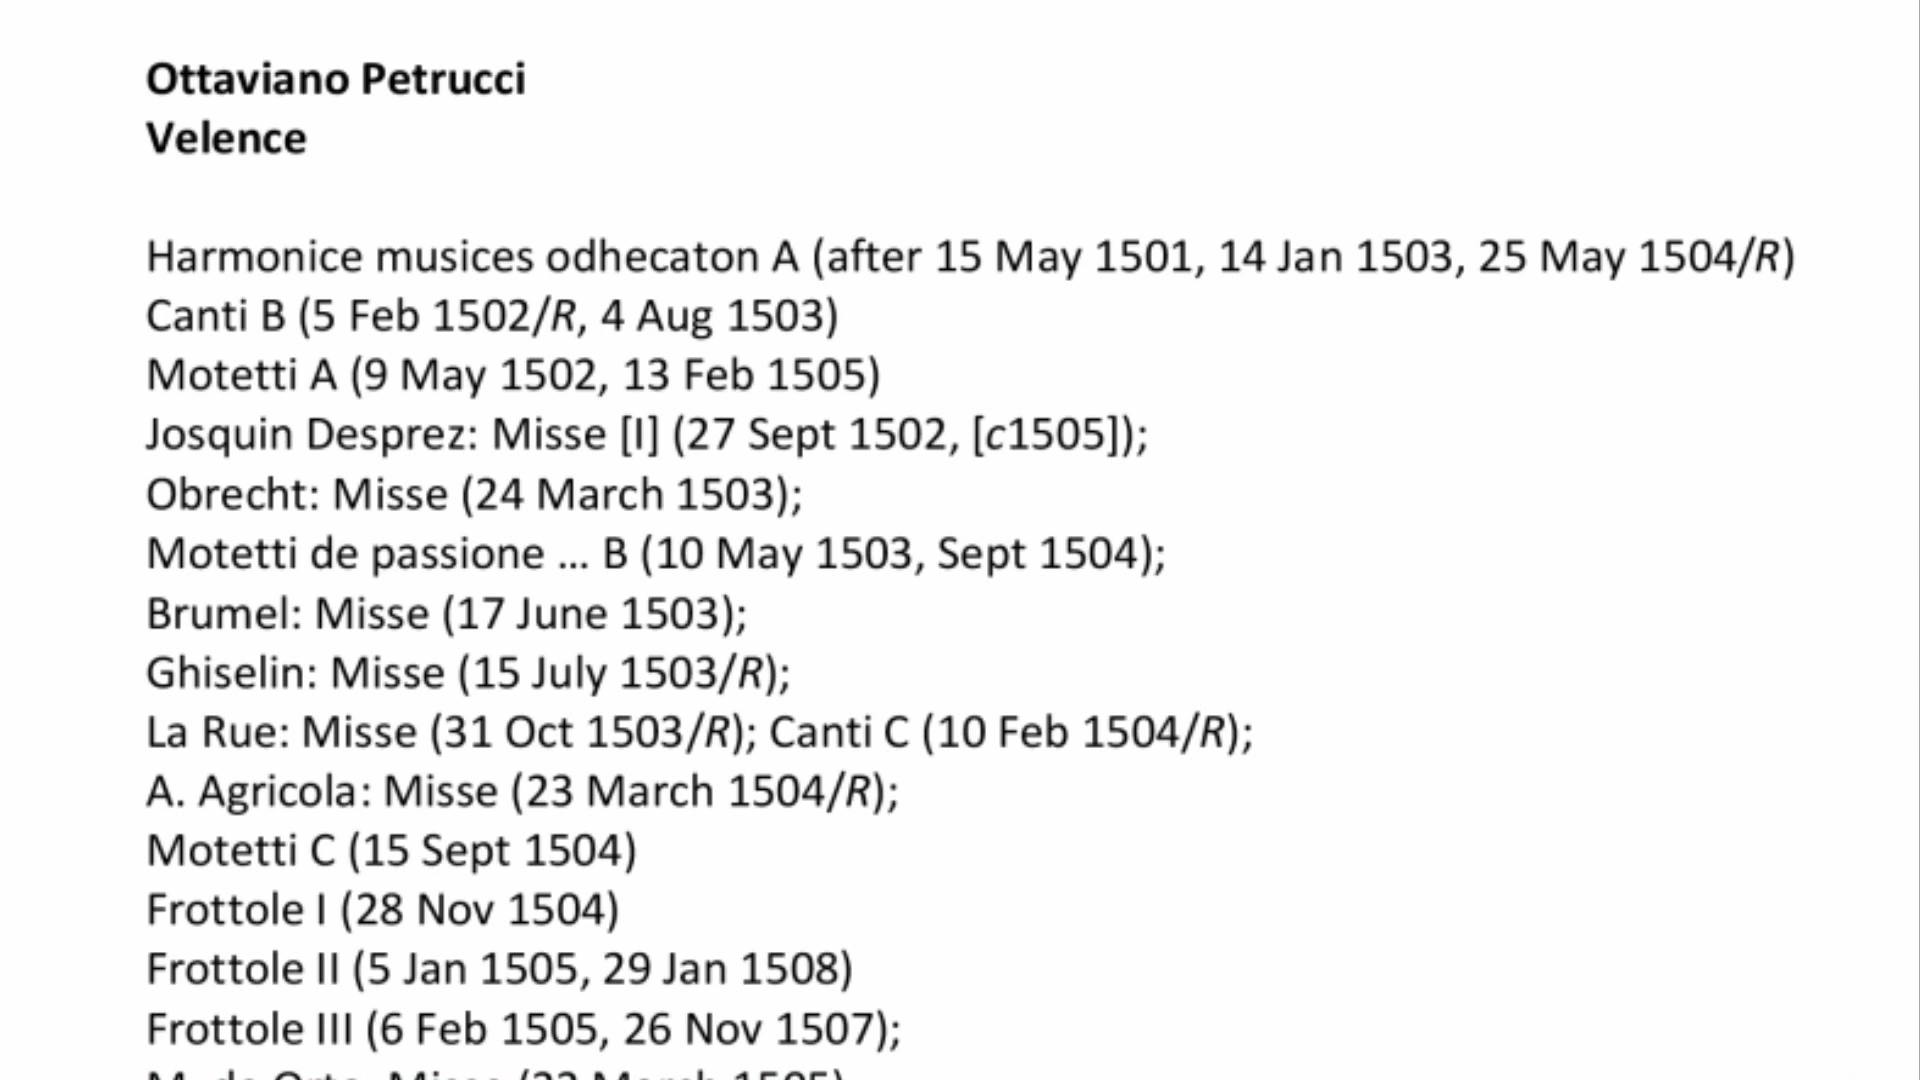 Ottaviano Petrucci
Velence
Harmonice musices odhecaton A (after 15 May 1501, 14 Jan 1503, 25 May 1504/R)
Canti B (5 Feb 1502/R, 4 Aug 1503)
Motetti A (9 May 1502, 13 Feb 1505)
Josquin Desprez: Misse [I] (27 Sept 1502, [c1505]);
Obrecht: Misse (24 March 1503);
Motetti de passione … B (10 May 1503, Sept 1504);
Brumel: Misse (17 June 1503);
Ghiselin: Misse (15 July 1503/R);
La Rue: Misse (31 Oct 1503/R); Canti C (10 Feb 1504/R);
A. Agricola: Misse (23 March 1504/R);
Motetti C (15 Sept 1504)
Frottole I (28 Nov 1504)
Frottole II (5 Jan 1505, 29 Jan 1508)
Frottole III (6 Feb 1505, 26 Nov 1507);